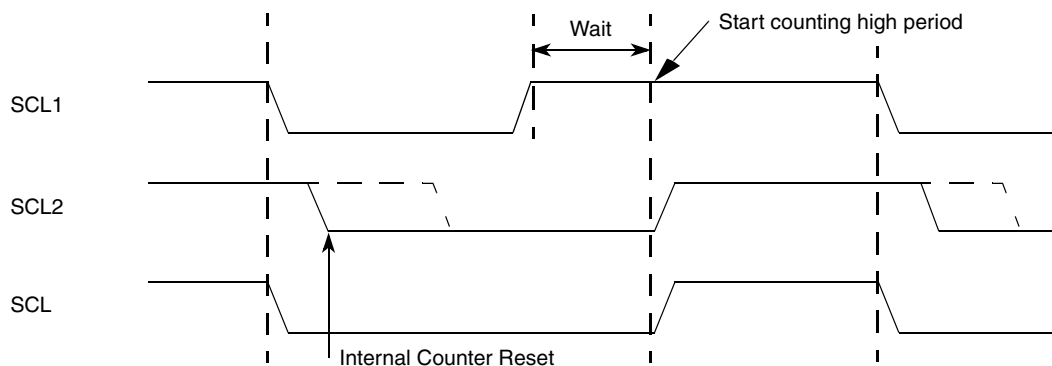 Wait
Start counting high period
SCL1
SCL2
SCL
Internal Counter Reset